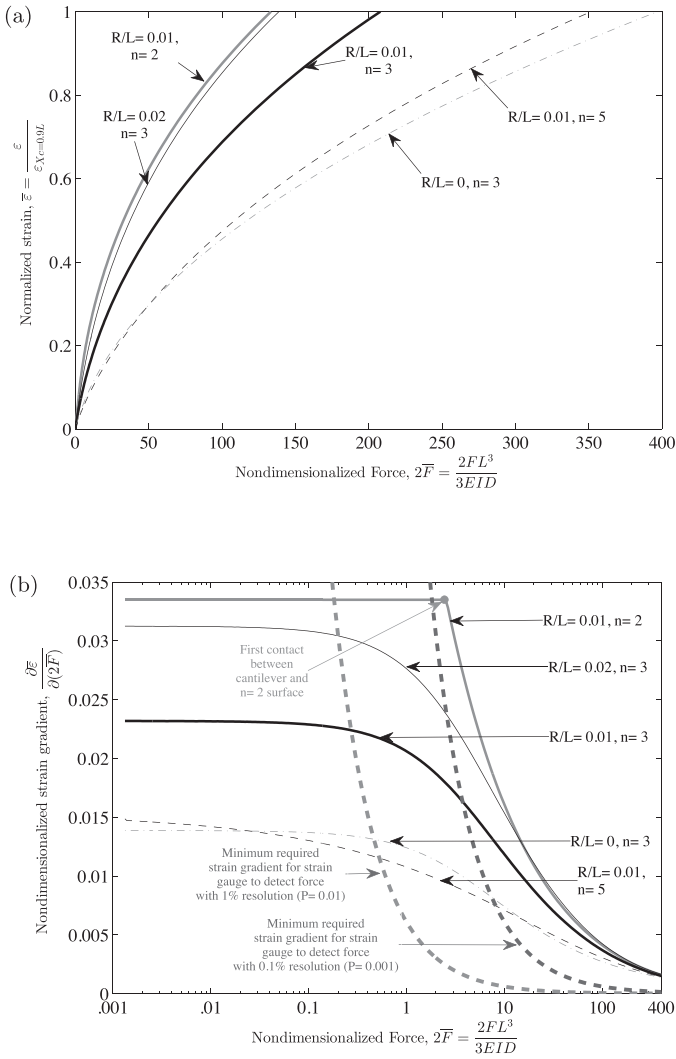 (a)
1
0.8
0.6
0.4
0.2
0
0
50
100
150
200
250
300
350
400
Normalized strain, ε̅ = ε / ε_{Xc=0.9L}
R/L= 0.01,
n= 2
R/L= 0.02
n= 3
R/L= 0.01,
n= 3
R/L= 0.01, n= 5
R/L= 0, n= 3
Nondimensionalized Force, 2F̅ = 2FL³ / 3EID
(b)
0.035
0.03
0.025
0.02
0.015
0.01
0.005
0
.001
.01
0.1
1
10
100
400
Nondimensionalized strain gradient, ∂ε̅ / ∂(2F̅)
R/L= 0.01, n= 2
First contact
between
cantilever and
n= 2 surface
R/L= 0.02, n= 3
R/L= 0.01, n= 3
R/L= 0, n= 3
R/L= 0.01,
n= 5
Minimum required
strain gradient for strain
gauge to detect force
with 1% resolution (P= 0.01)
Minimum required
strain gradient for strain
gauge to detect force
with 0.1% resolution (P= 0.001)
Nondimensionalized Force, 2F̅ = 2FL³ / 3EID